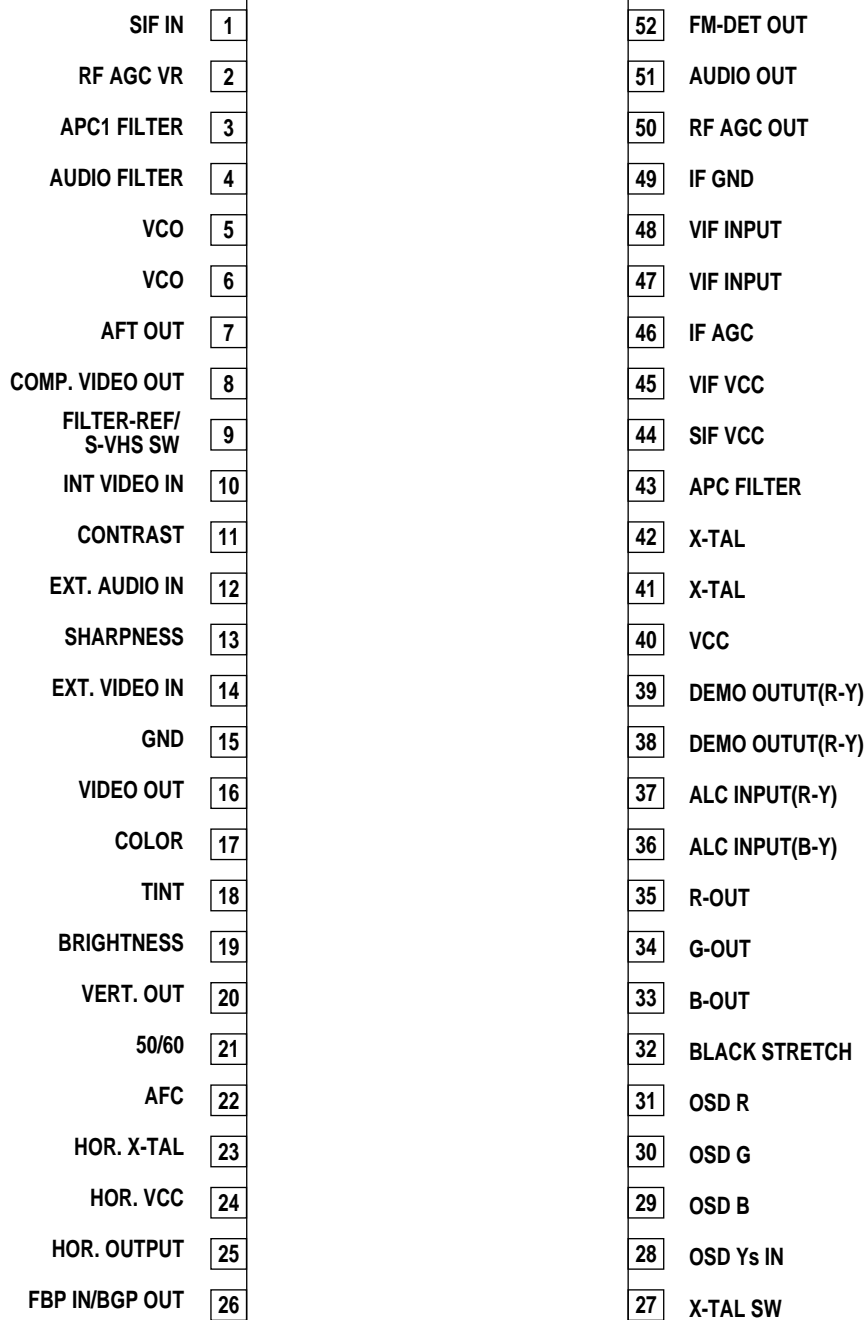 SIF IN 1 52 FM-DET OUT
RF AGC VR 2 51 AUDIO OUT
APC1 FILTER 3 50 RF AGC OUT
AUDIO FILTER 4 49 IF GND
VCO 5 48 VIF INPUT
VCO 6 47 VIF INPUT
AFT OUT 7 46 IF AGC
COMP. VIDEO OUT 8 45 VIF VCC
FILTER-REF/
S-VHS SW 9 44 SIF VCC
INT VIDEO IN 10 43 APC FILTER
CONTRAST 11 42 X-TAL
EXT. AUDIO IN 12 41 X-TAL
SHARPNESS 13 40 VCC
EXT. VIDEO IN 14 39 DEMO OUTUT(R-Y)
GND 15 38 DEMO OUTUT(R-Y)
VIDEO OUT 16 37 ALC INPUT(R-Y)
COLOR 17 36 ALC INPUT(B-Y)
TINT 18 35 R-OUT
BRIGHTNESS 19 34 G-OUT
VERT. OUT 20 33 B-OUT
50/60 21 32 BLACK STRETCH
AFC 22 31 OSD R
HOR. X-TAL 23 30 OSD G
HOR. VCC 24 29 OSD B
HOR. OUTPUT 25 28 OSD Ys IN
FBP IN/BGP OUT 26 27 X-TAL SW